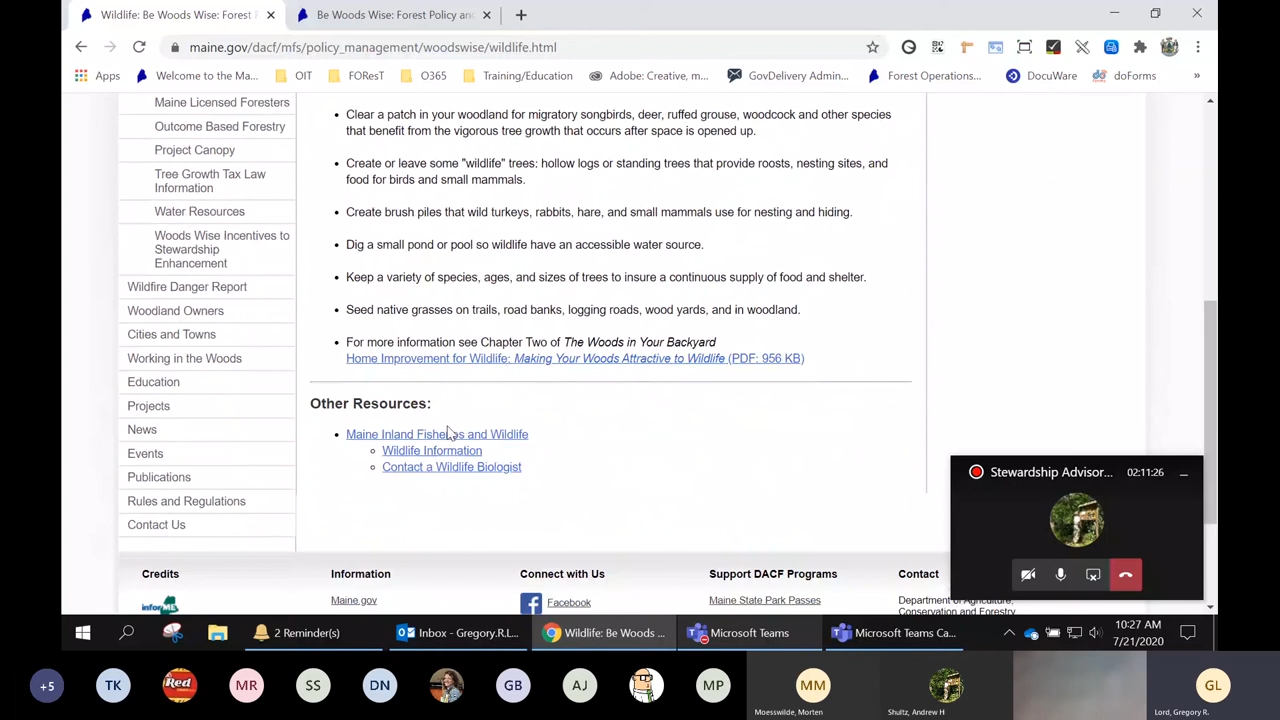 Wildlife: Be Woods Wise: Forest P
Be Woods Wise: Forest Policy and
maine.gov/dacf/mfs/policy_management/woodswise/wildlife.html
Apps
Welcome to the Ma...
OIT
FOResT
O365
Training/Education
Adobe: Creative, m...
GovDelivery Admin...
Forest Operations...
DocuWare
doForms
»
Maine Licensed Foresters
Outcome Based Forestry
Project Canopy
Tree Growth Tax Law
Information
Water Resources
Woods Wise Incentives to
Stewardship
Enhancement
Wildfire Danger Report
Woodland Owners
Cities and Towns
Working in the Woods
Education
Projects
News
Events
Publications
Rules and Regulations
Contact Us
• Clear a patch in your woodland for migratory songbirds, deer, ruffed grouse, woodcock and other species
that benefit from the vigorous tree growth that occurs after space is opened up.
• Create or leave some "wildlife" trees: hollow logs or standing trees that provide roosts, nesting sites, and
food for birds and small mammals.
• Create brush piles that wild turkeys, rabbits, hare, and small mammals use for nesting and hiding.
• Dig a small pond or pool so wildlife have an accessible water source.
• Keep a variety of species, ages, and sizes of trees to insure a continuous supply of food and shelter.
• Seed native grasses on trails, road banks, logging roads, wood yards, and in woodland.
• For more information see Chapter Two of The Woods in Your Backyard
Home Improvement for Wildlife: Making Your Woods Attractive to Wildlife (PDF: 956 KB)
Other Resources:
• Maine Inland Fisheries and Wildlife
Wildlife Information
Contact a Wildlife Biologist
Stewardship Advisor...
02:11:26
Credits
Information
Connect with Us
Support DACF Programs
Contact
inforME
Maine.gov
Facebook
Maine State Park Passes
Department of Agriculture,
Conservation and Forestry
2 Reminder(s)
Inbox - Gregory.R.L...
Wildlife: Be Woods ...
Microsoft Teams
Microsoft Teams Ca...
10:27 AM
7/21/2020
+5
TK
Red
MR
SS
DN
GB
AJ
MP
MM
GL
Moesswilde, Morten
Shultz, Andrew H
Lord, Gregory R.